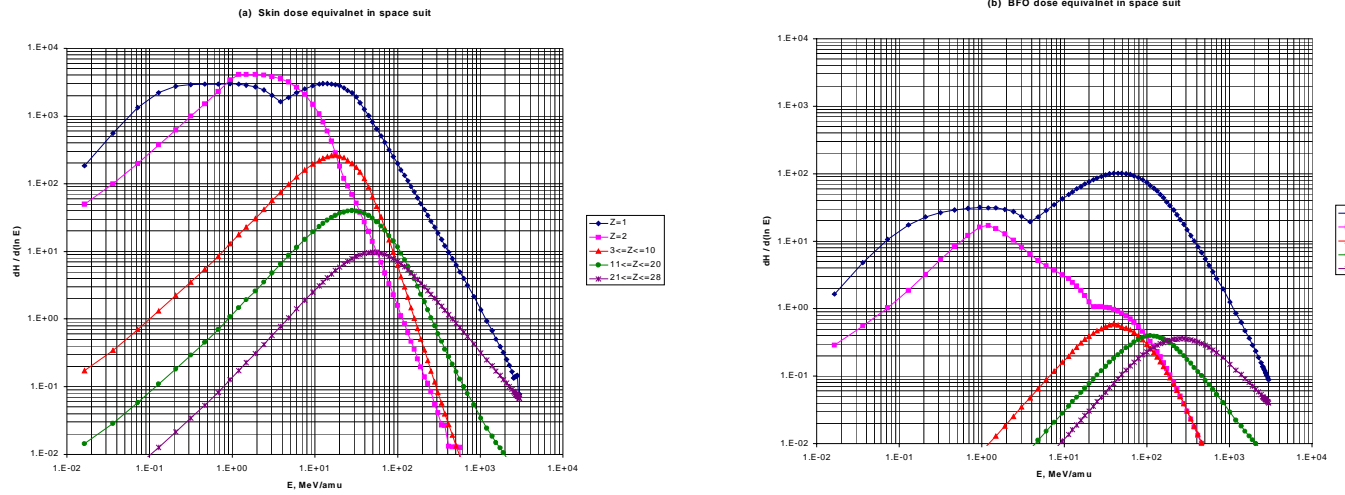 (a) Skin dose equivalnet in space suit
1.E+04
1.E+03
1.E+02
1.E+01
1.E+00
1.E-01
1.E-02
dH / d(ln E)
1.E-02 1.E-01 1.E+00 1.E+01 1.E+02 1.E+03 1.E+04
E, MeV/amu
Z=1
Z=2
3<=Z<=10
11<=Z<=20
21<=Z<=28
(b) BFO dose equivalnet in space suit
1.E+04
1.E+03
1.E+02
1.E+01
1.E+00
1.E-01
1.E-02
dH / d(ln E)
1.E-02 1.E-01 1.E+00 1.E+01 1.E+02 1.E+03 1.E+04
E, MeV/amu